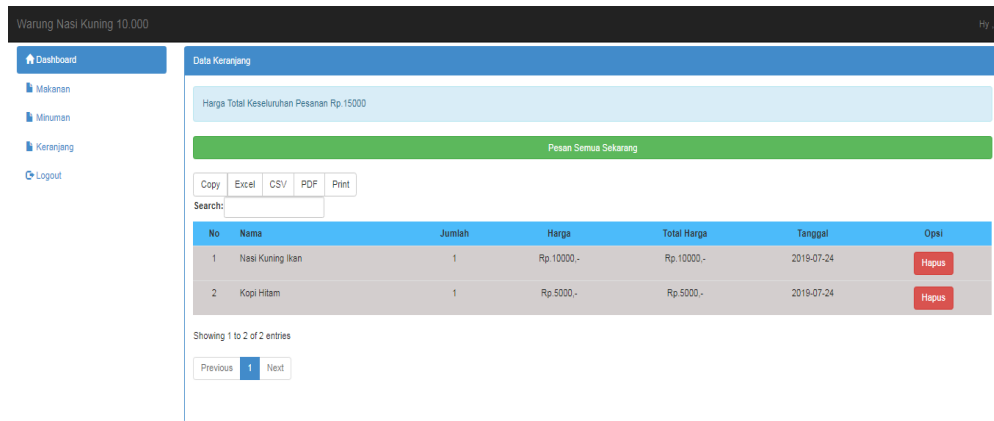 Warung Nasi Kuning 10.000 Hy ,
Dashboard
Makanan
Minuman
Keranjang
Logout
Data Keranjang
Harga Total Keseluruhan Pesanan Rp.15000
Pesan Semua Sekarang
Copy Excel CSV PDF Print
Search:
No Nama Jumlah Harga Total Harga Tanggal Opsi
1 Nasi Kuning Ikan 1 Rp.10000,- Rp.10000,- 2019-07-24 Hapus
2 Kopi Hitam 1 Rp.5000,- Rp.5000,- 2019-07-24 Hapus
Showing 1 to 2 of 2 entries
Previous 1 Next